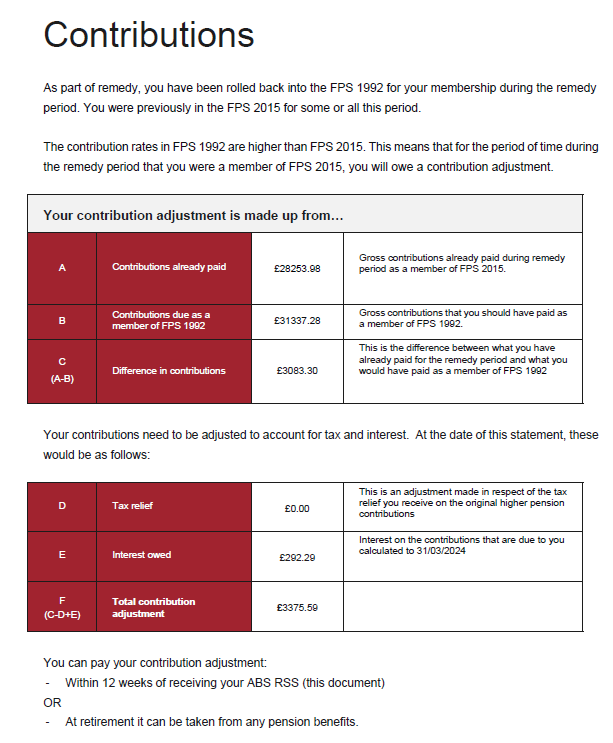 Contributions
As part of remedy, you have been rolled back into the FPS 1992 for your membership during the remedy
period. You were previously in the FPS 2015 for some or all this period.
The contribution rates in FPS 1992 are higher than FPS 2015. This means that for the period of time during
the remedy period that you were a member of FPS 2015, you will owe a contribution adjustment.
Your contribution adjustment is made up from…
A
Contributions already paid
£28253.98
Gross contributions already paid during remedy
period as a member of FPS 2015.
B
Contributions due as a
member of FPS 1992
£31337.28
Gross contributions that you should have paid as
a member of FPS 1992.
C
(A-B)
Difference in contributions
£3083.30
This is the difference between what you have
already paid for the remedy period and what you
would have paid as a member of FPS 1992
Your contributions need to be adjusted to account for tax and interest. At the date of this statement, these
would be as follows:
D
Tax relief
£0.00
This is an adjustment made in respect of the tax
relief you receive on the original higher pension
contributions
E
Interest owed
£292.29
Interest on the contributions that are due to you
calculated to 31/03/2024
F
(C-D+E)
Total contribution
adjustment
£3375.59
You can pay your contribution adjustment:
- Within 12 weeks of receiving your ABS RSS (this document)
OR
- At retirement it can be taken from any pension benefits.